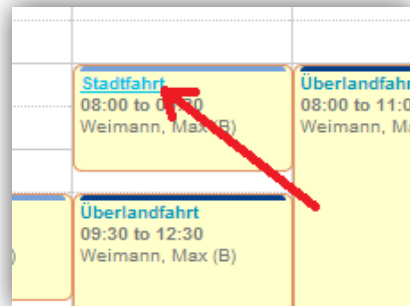 Stadtfahrt
08:00 to
Weimann, Max (B)
Überlandfahrt
09:30 to 12:30
Weimann, Max (B)
Überlandfahr
08:00 to 11:0
Weimann, Ma
)